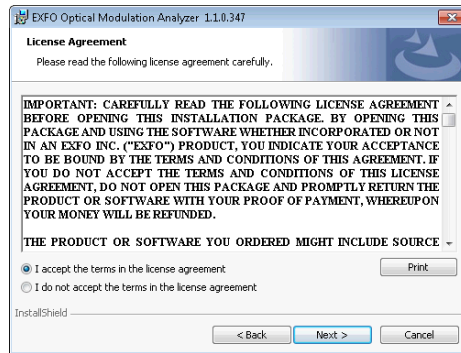 EXFO Optical Modulation Analyzer 1.1.0.347
License Agreement
Please read the following license agreement carefully.
IMPORTANT: CAREFULLY READ THE FOLLOWING LICENSE AGREEMENT
BEFORE OPENING THIS INSTALLATION PACKAGE. BY OPENING THIS
PACKAGE AND USING THE SOFTWARE WHETHER INCORPORATED OR NOT
IN AN EXFO INC. ("EXFO") PRODUCT, YOU INDICATE YOUR ACCEPTANCE
TO BE BOUND BY THE TERMS AND CONDITIONS OF THIS AGREEMENT. IF
YOU DO NOT ACCEPT THE TERMS AND CONDITIONS OF THIS LICENSE
AGREEMENT, DO NOT OPEN THIS PACKAGE AND PROMPTLY RETURN THE
PRODUCT OR SOFTWARE WITH YOUR PROOF OF PAYMENT, WHEREUPON
YOUR MONEY WILL BE REFUNDED.
THE PRODUCT OR SOFTWARE YOU ORDERED MIGHT INCLUDE SOURCE
I accept the terms in the license agreement
Print
I do not accept the terms in the license agreement
InstallShield
< Back
Next >
Cancel